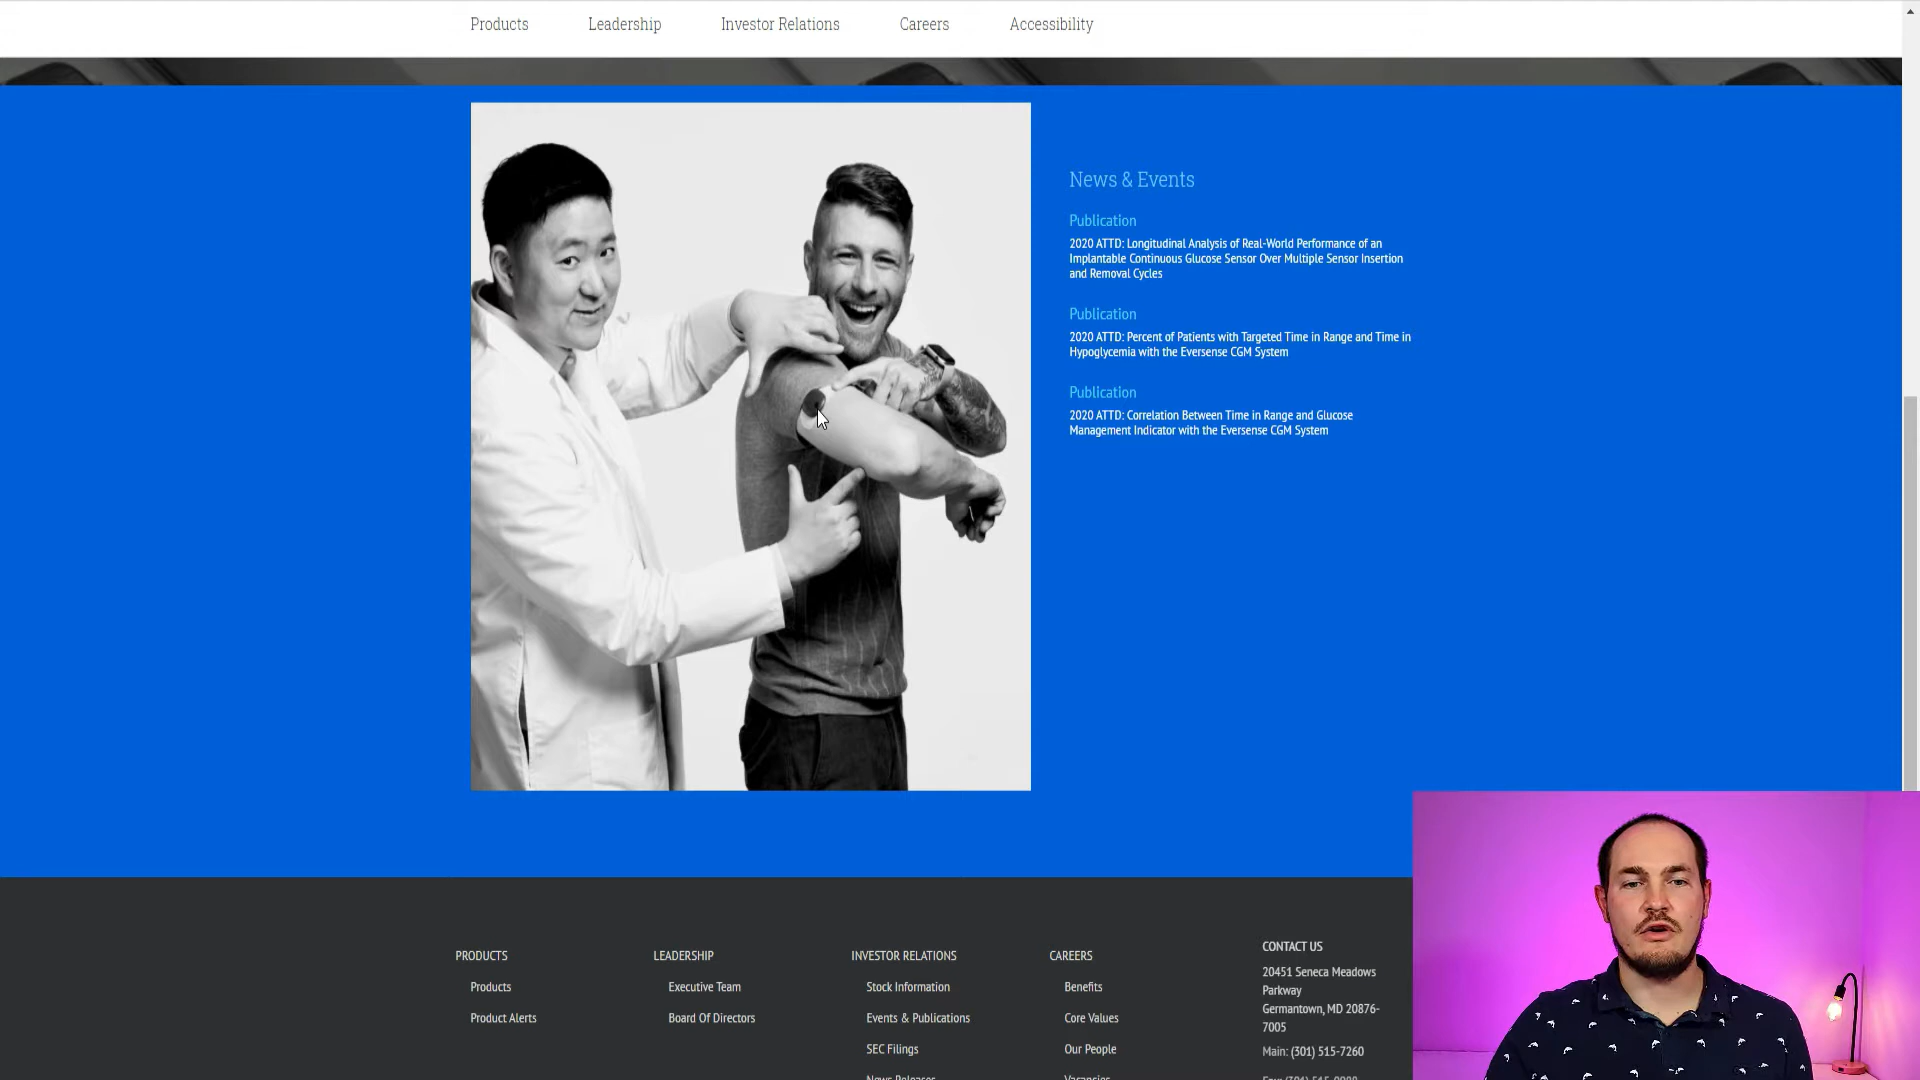 Products
Leadership
Investor Relations
Careers
Accessibility
News & Events
Publication
2020 ATTD: Longitudinal Analysis of Real-World Performance of an
Implantable Continuous Glucose Sensor Over Multiple Sensor Insertion
and Removal Cycles
Publication
2020 ATTD: Percent of Patients with Targeted Time in Range and Time in
Hypoglycemia with the Eversense CGM System
Publication
2020 ATTD: Correlation Between Time in Range and Glucose
Management Indicator with the Eversense CGM System
PRODUCTS
Products
Product Alerts
LEADERSHIP
Executive Team
Board Of Directors
INVESTOR RELATIONS
Stock Information
Events & Publications
SEC Filings
News Releases
CAREERS
Benefits
Core Values
Our People
Vacancies
CONTACT US
20451 Seneca Meadows
Parkway
Germantown, MD 20876-
7005
Main: (301) 515-7260